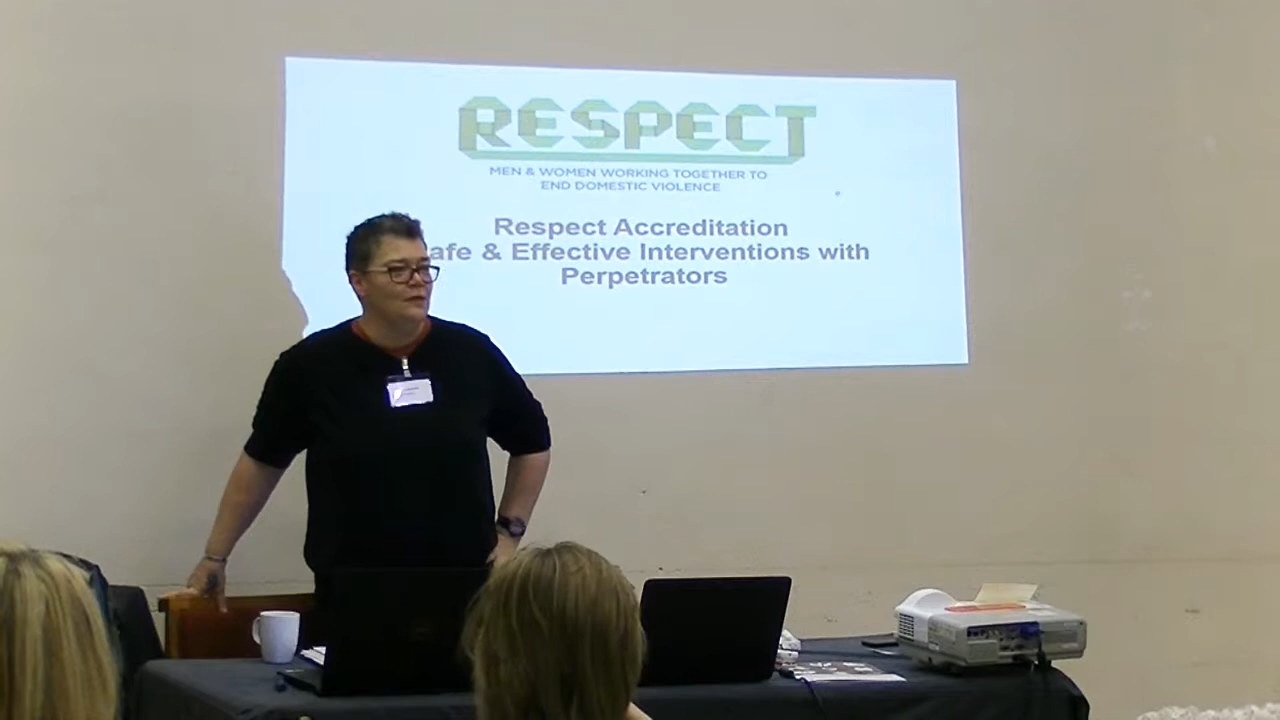 RESPECT
MEN & WOMEN WORKING TOGETHER TO
END DOMESTIC VIOLENCE
Respect Accreditation
afe & Effective Interventions with
Perpetrators